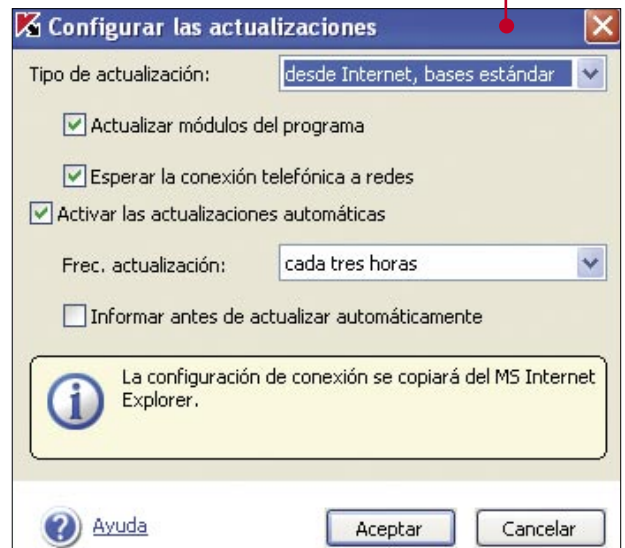 Configurar las actualizaciones
Tipo de actualización: desde Internet, bases estándar
Actualizar módulos del programa
Esperar la conexión telefónica a redes
Activar las actualizaciones automáticas
Frec. actualización: cada tres horas
Informar antes de actualizar automáticamente
La configuración de conexión se copiará del MS Internet
Explorer.
Ayuda Aceptar Cancelar